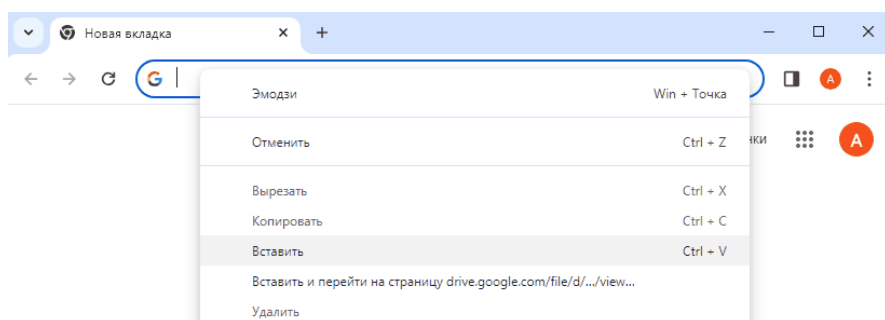 Новая вкладка
G
A
Эмодзи Win + Точка
нки A
Отменить Ctrl + Z
Вырезать Ctrl + X
Копировать Ctrl + C
Вставить Ctrl + V
Вставить и перейти на страницу drive.google.com/file/d/.../view...
Удалить